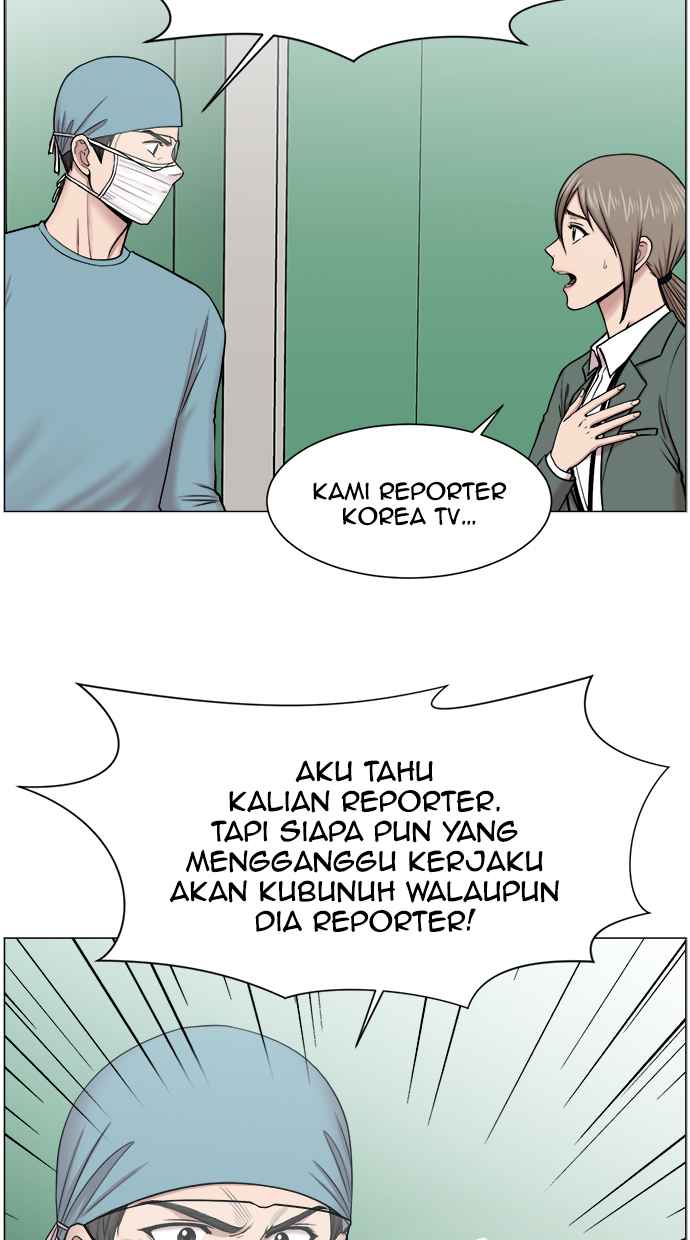 KAMI REPORTER
KOREA TV...
AKU TAHU
KALIAN REPORTER.
TAPI SIAPA PUN YANG
MENGGANGGU KERJAKU
AKAN KUBUNUH WALAUPUN
DIA REPORTER!